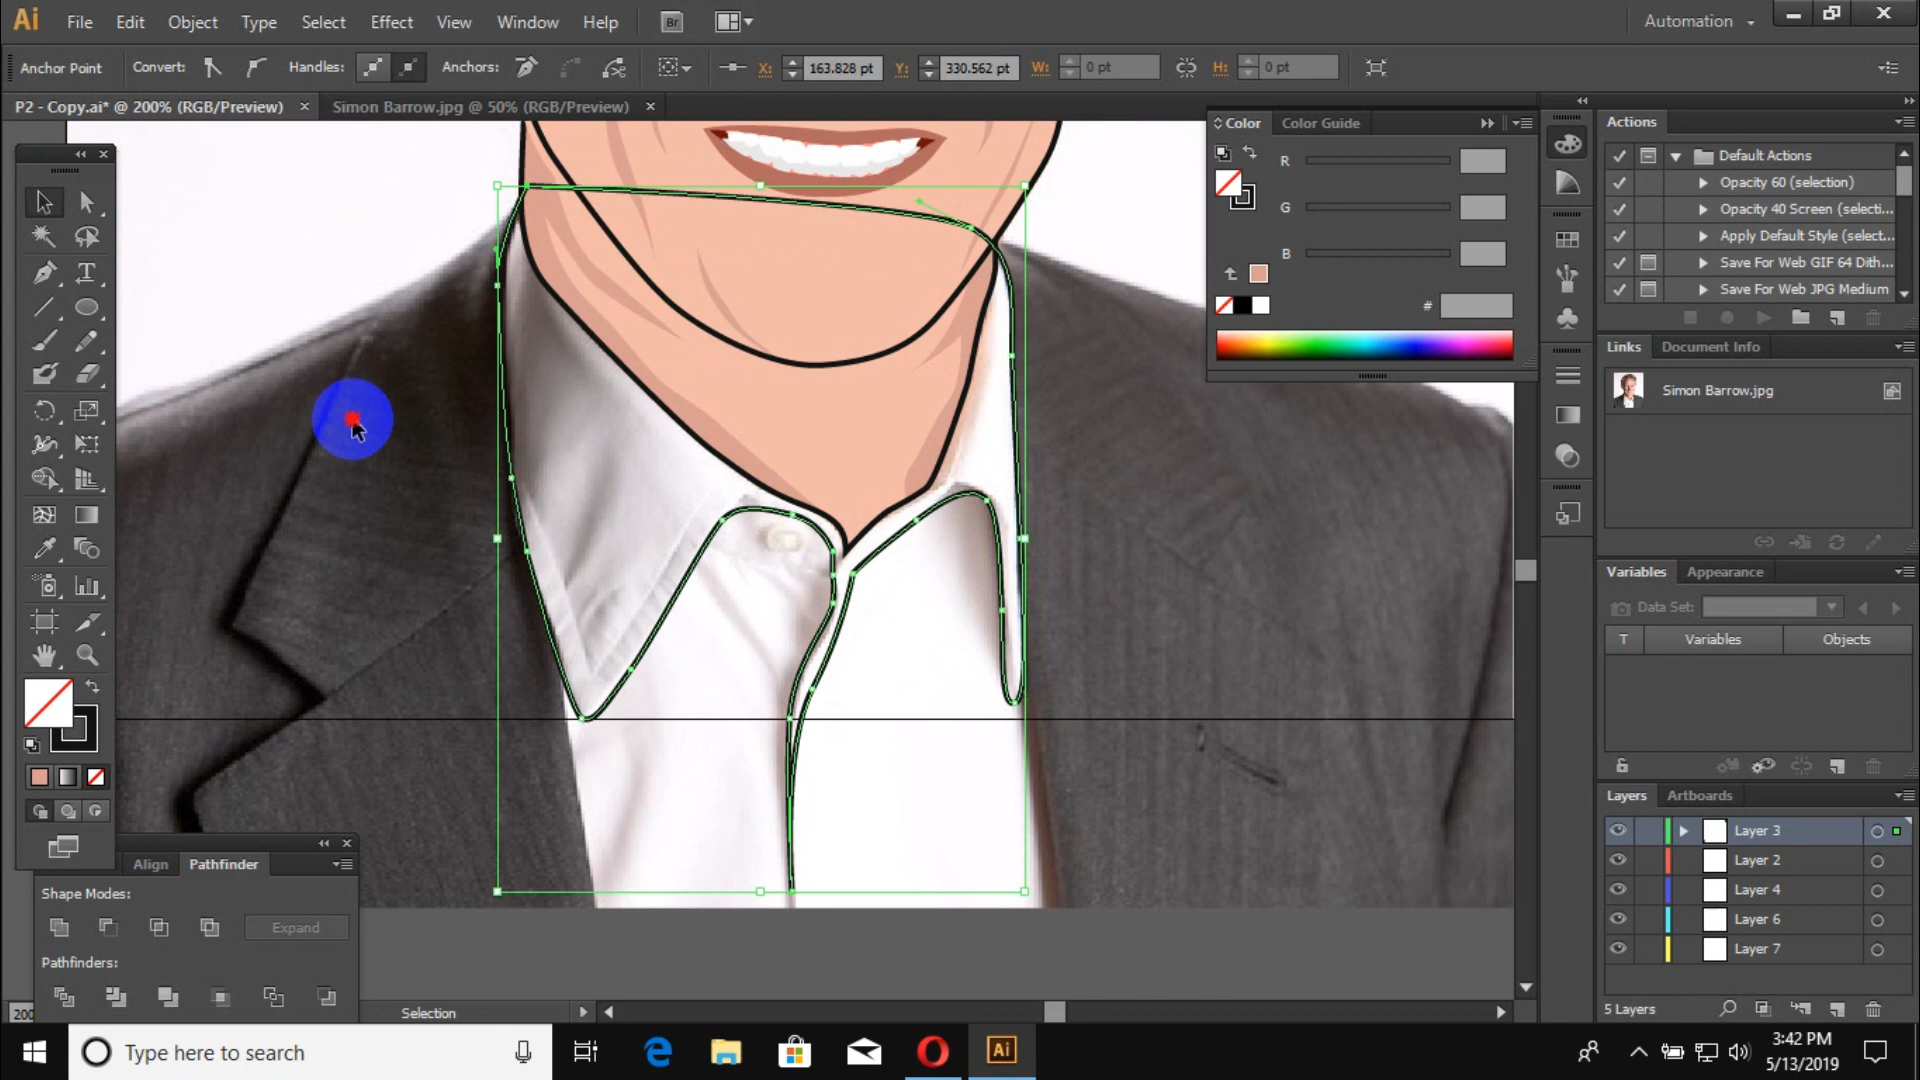 Ai File Edit Object Type Select Effect View Window Help Br Automation
Anchor Point Convert: Handles: Anchors: X: 163.828 pt Y: 330.562 pt W: 0 pt H: 0 pt
P2 - Copy.ai* @ 200% (RGB/Preview) Simon Barrow.jpg @ 50% (RGB/Preview)
Color Color Guide
R
G
B
#
Actions
Default Actions
Opacity 60 (selection)
Opacity 40 Screen (selecti...
Apply Default Style (select...
Save For Web GIF 64 Dith...
Save For Web JPG Medium
Links Document Info
Simon Barrow.jpg
Variables Appearance
Data Set:
T Variables Objects
Layers Artboards
Layer 3
Layer 2
Layer 4
Layer 6
Layer 7
5 Layers
Align Pathfinder
Shape Modes:
Expand
Pathfinders:
200
Selection
Type here to search
Ai
3:42 PM
5/13/2019